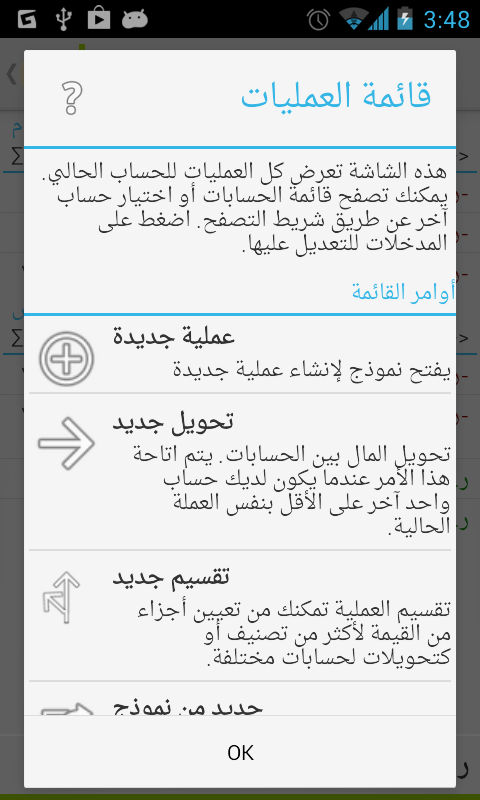 3:48
قائمة العمليات
هذه الشاشة تعرض كل العمليات للحساب الحالي.
يمكنك تصفح قائمة الحسابات أو اختيار حساب
آخر عن طريق شريط التصفح. اضغط على
المدخلات للتعديل عليها.
أوامر القائمة
عملية جديدة
يفتح نموذج لإنشاء عملية جديدة
تحويل جديد
تحويل المال بين الحسابات. يتم اتاحة
هذا الأمر عندما يكون لديك حساب
واحد آخر على الأقل بنفس العملة
الحالية.
تقسيم جديد
تقسيم العملية تمكنك من تعيين أجزاء
من القيمة لأكثر من تصنيف أو
كتحويلات لحسابات مختلفة.
جديد من نموذج
OK